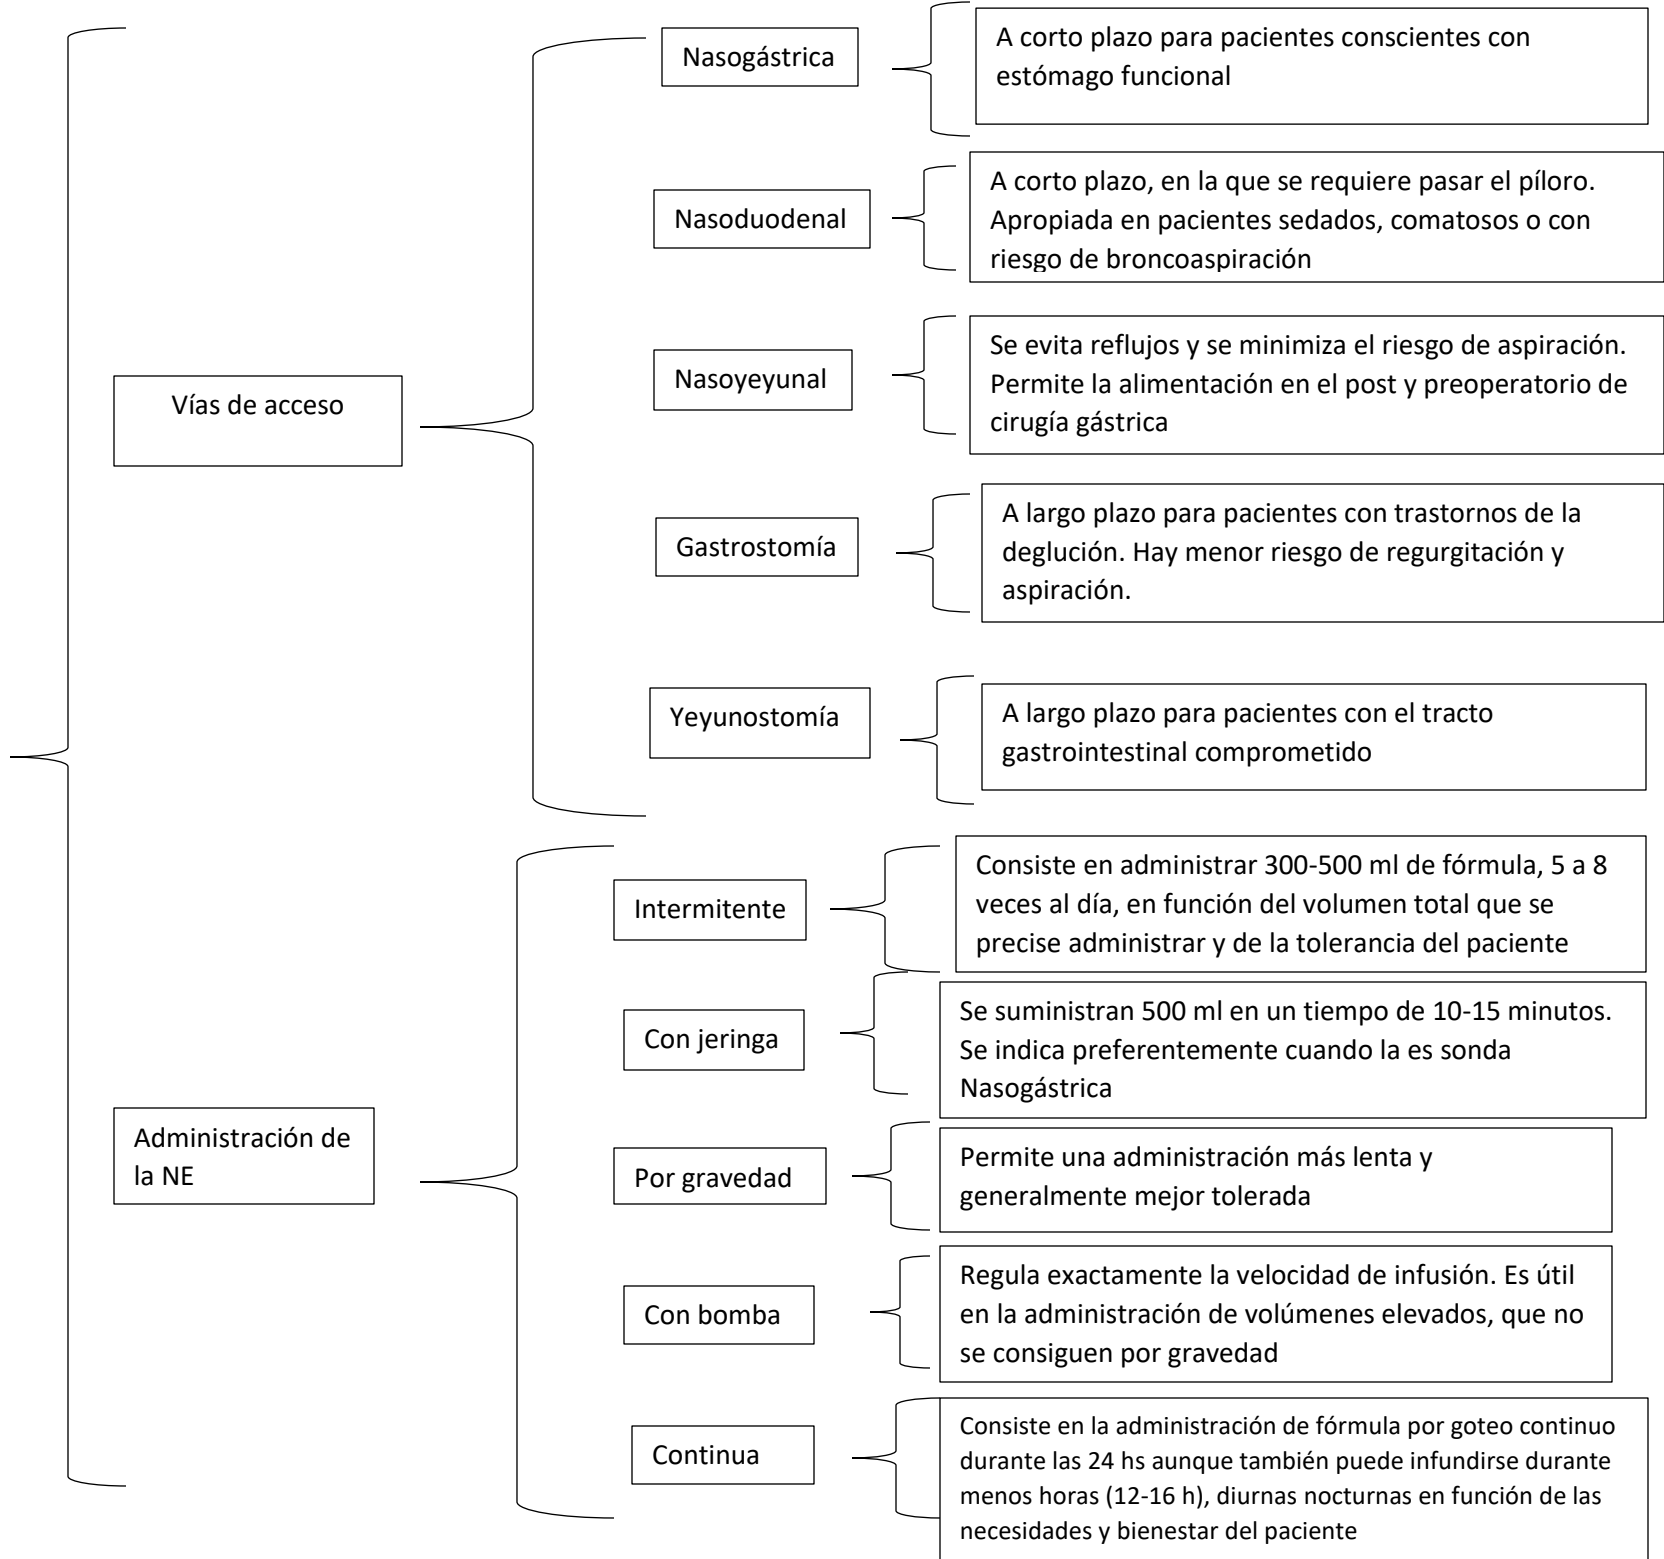 Vías de acceso
Nasogástrica
A corto plazo para pacientes conscientes con
estómago funcional
Nasoduodenal
A corto plazo, en la que se requiere pasar el píloro.
Apropiada en pacientes sedados, comatosos o con
riesgo de broncoaspiración
Nasoyeyunal
Se evita reflujos y se minimiza el riesgo de aspiración.
Permite la alimentación en el post y preoperatorio de
cirugía gástrica
Gastrostomía
A largo plazo para pacientes con trastornos de la
deglución. Hay menor riesgo de regurgitación y
aspiración.
Yeyunostomía
A largo plazo para pacientes con el tracto
gastrointestinal comprometido
Administración de
la NE
Intermitente
Consiste en administrar 300-500 ml de fórmula, 5 a 8
veces al día, en función del volumen total que se
precise administrar y de la tolerancia del paciente
Con jeringa
Se suministran 500 ml en un tiempo de 10-15 minutos.
Se indica preferentemente cuando la es sonda
Nasogástrica
Por gravedad
Permite una administración más lenta y
generalmente mejor tolerada
Con bomba
Regula exactamente la velocidad de infusión. Es útil
en la administración de volúmenes elevados, que no
se consiguen por gravedad
Continua
Consiste en la administración de fórmula por goteo continuo
durante las 24 hs aunque también puede infundirse durante
menos horas (12-16 h), diurnas nocturnas en función de las
necesidades y bienestar del paciente